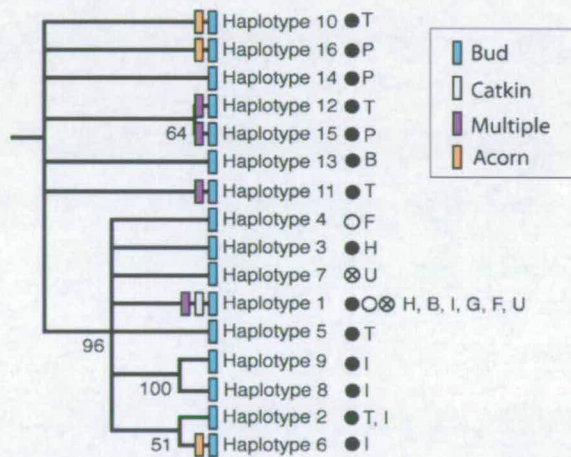 Haplotype 10 T
Haplotype 16 P
Haplotype 14 P
Haplotype 12 T
64 Haplotype 15 P
Haplotype 13 B
Haplotype 11 T
Haplotype 4 F
Haplotype 3 H
Haplotype 7 U
Haplotype 1 H, B, I, G, F, U
Haplotype 5 T
96
Haplotype 9 I
100 Haplotype 8 I
Haplotype 2 T, I
51 Haplotype 6 I
Bud
Catkin
Multiple
Acorn